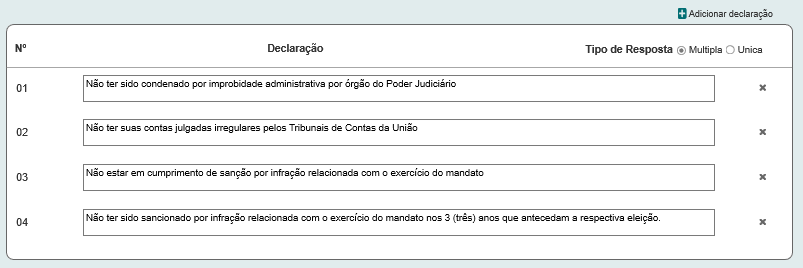 Adicionar declaração
Nº Declaração Tipo de Resposta Multipla Unica
01 Não ter sido condenado por improbidade administrativa por órgão do Poder Judiciário
02 Não ter suas contas julgadas irregulares pelos Tribunais de Contas da União
03 Não estar em cumprimento de sanção por infração relacionada com o exercício do mandato
04 Não ter sido sancionado por infração relacionada com o exercício do mandato nos 3 (três) anos que antecedam a respectiva eleição.